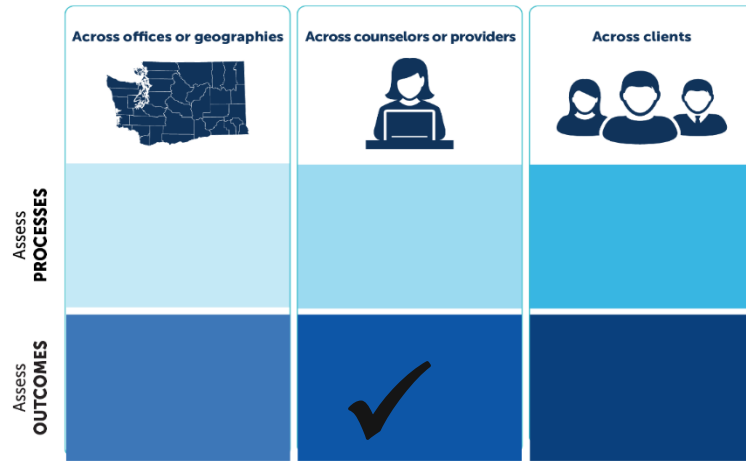 Across offices or geographies
Across counselors or providers
Across clients
Assess
PROCESSES
Assess
OUTCOMES